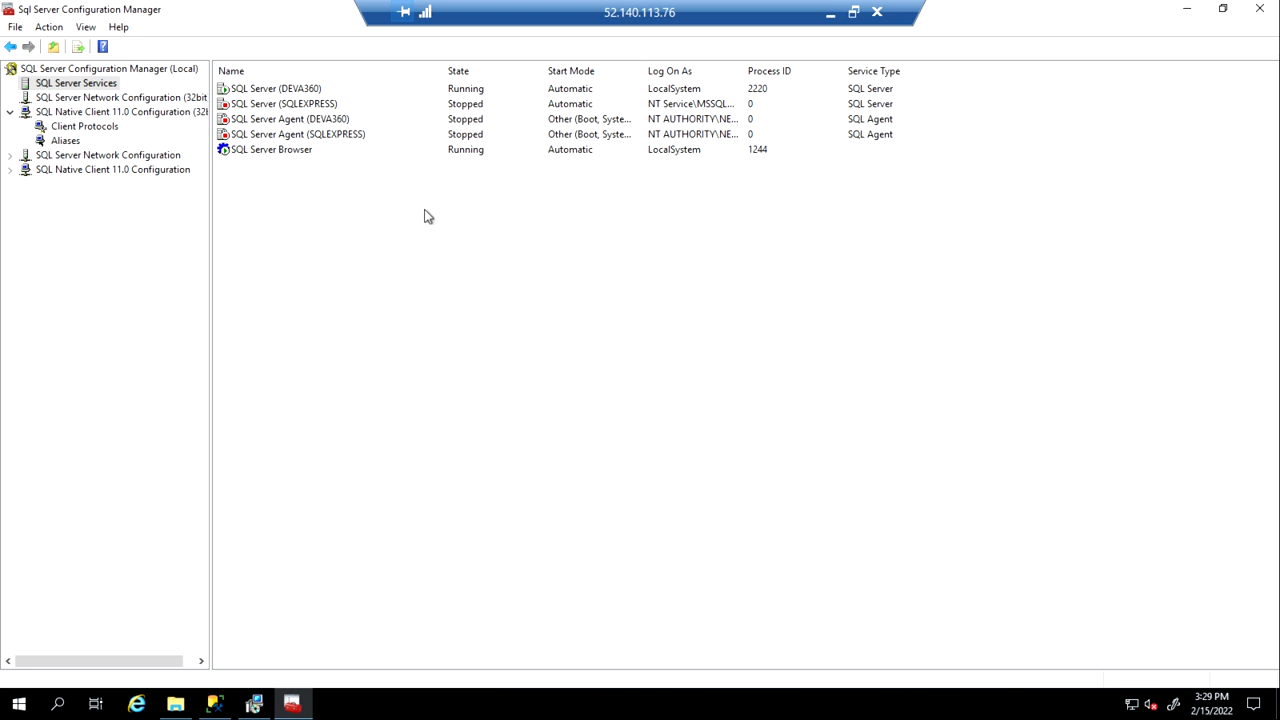 Sql Server Configuration Manager
52.140.113.76
File Action View Help
SQL Server Configuration Manager (Local)
SQL Server Services
SQL Server Network Configuration (32bit
SQL Native Client 11.0 Configuration (32b
Client Protocols
Aliases
SQL Server Network Configuration
SQL Native Client 11.0 Configuration
Name State Start Mode Log On As Process ID Service Type
SQL Server (DEVA360) Running Automatic LocalSystem 2220 SQL Server
SQL Server (SQLEXPRESS) Stopped Automatic NT Service\MSSQL... 0 SQL Server
SQL Server Agent (DEVA360) Stopped Other (Boot, Syste... NT AUTHORITY\NE... 0 SQL Agent
SQL Server Agent (SQLEXPRESS) Stopped Other (Boot, Syste... NT AUTHORITY\NE... 0 SQL Agent
SQL Server Browser Running Automatic LocalSystem 1244
3:29 PM
2/15/2022